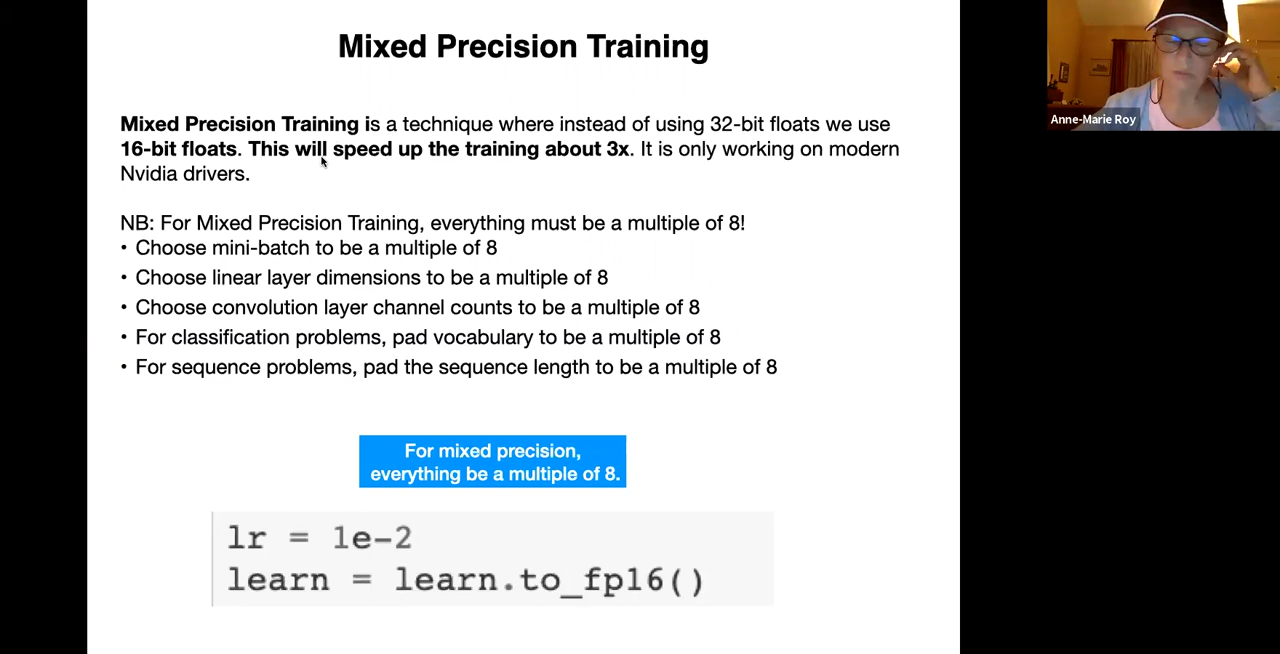 Mixed Precision Training
Mixed Precision Training is a technique where instead of using 32-bit floats we use
16-bit floats. This will speed up the training about 3x. It is only working on modern
Nvidia drivers.
NB: For Mixed Precision Training, everything must be a multiple of 8!
• Choose mini-batch to be a multiple of 8
• Choose linear layer dimensions to be a multiple of 8
• Choose convolution layer channel counts to be a multiple of 8
• For classification problems, pad vocabulary to be a multiple of 8
• For sequence problems, pad the sequence length to be a multiple of 8
For mixed precision,
everything be a multiple of 8.
lr = 1e-2
learn = learn.to_fp16()
Anne-Marie Roy